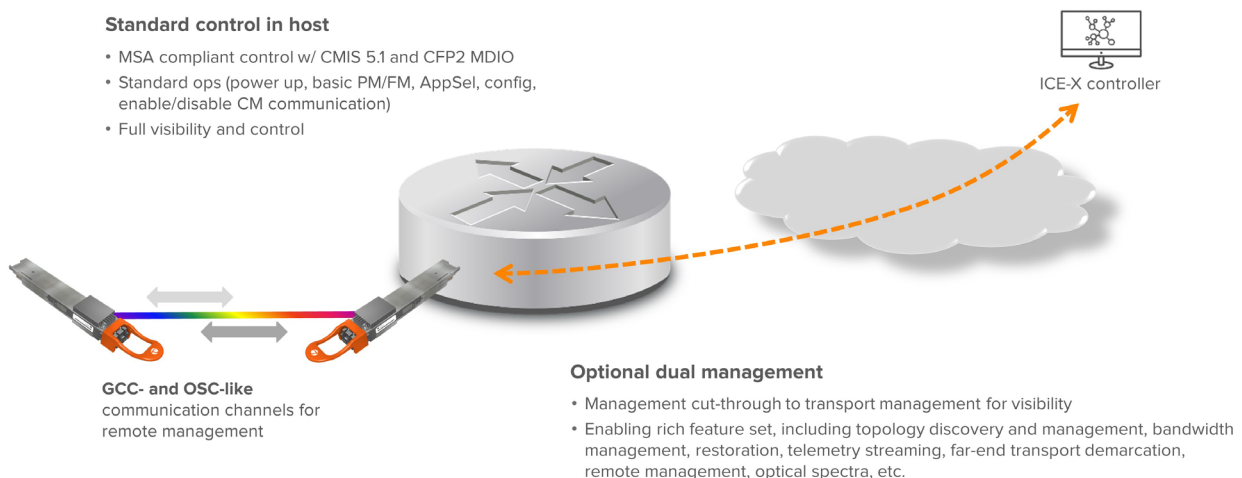 Standard control in host
• MSA compliant control w/ CMIS 5.1 and CFP2 MDIO
• Standard ops (power up, basic PM/FM, AppSel, config,
enable/disable CM communication)
• Full visibility and control
ICE-X controller
GCC- and OSC-like
communication channels for
remote management
Optional dual management
• Management cut-through to transport management for visibility
• Enabling rich feature set, including topology discovery and management, bandwidth
management, restoration, telemetry streaming, far-end transport demarcation,
remote management, optical spectra, etc.